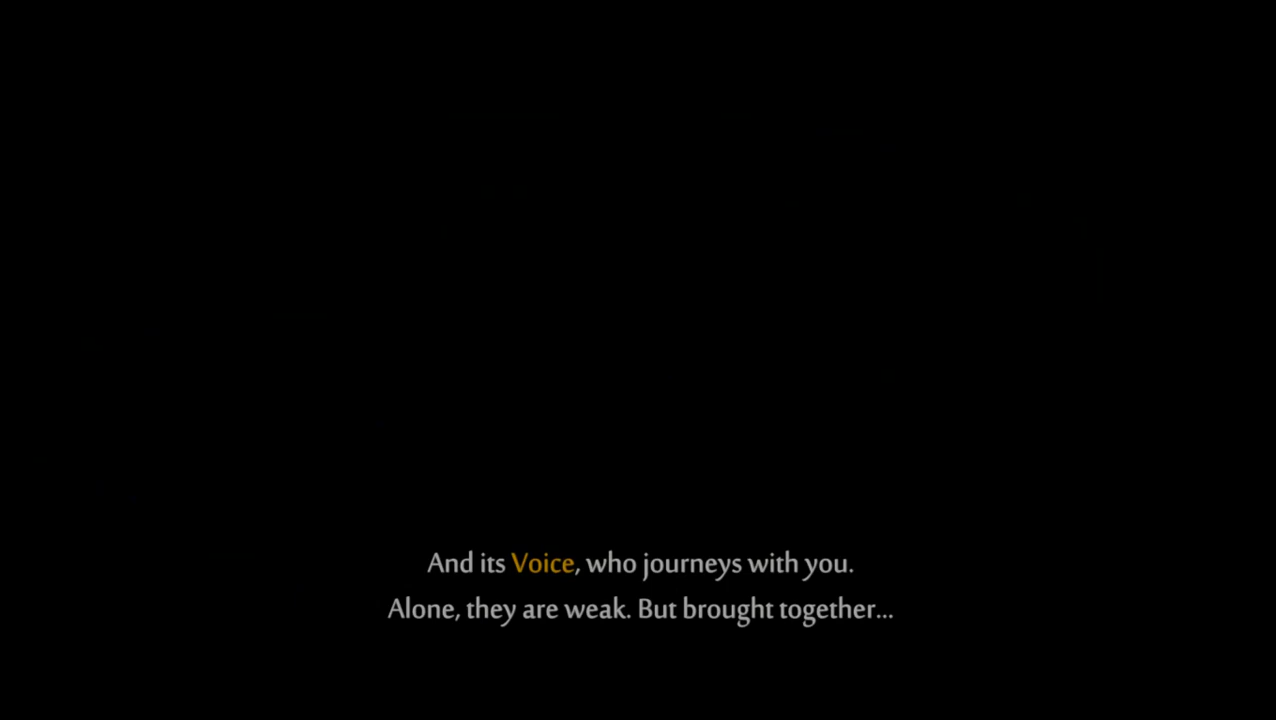 And its Voice, who journeys with you.
Alone, they are weak. But brought together...